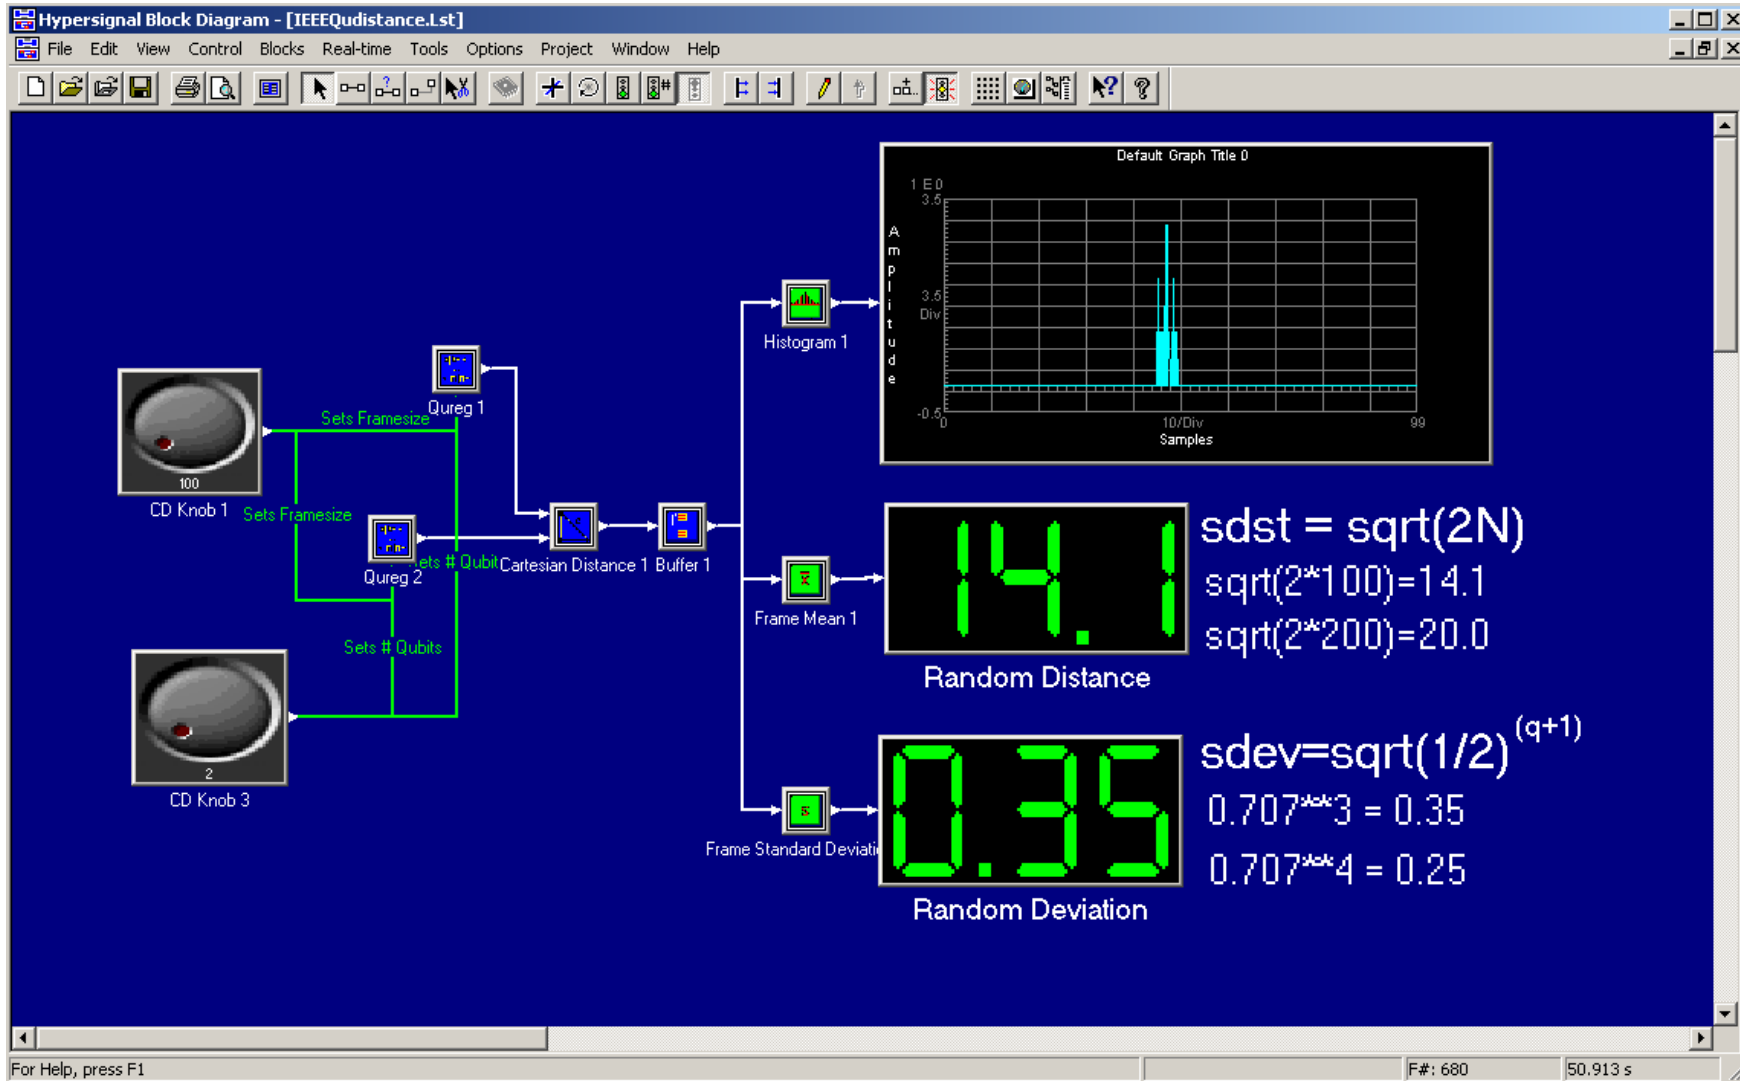 Hypersignal Block Diagram - [IEEEQudistance.Lst]
File Edit View Control Blocks Real-time Tools Options Project Window Help
Default Graph Title 0
1 E0
3.5
Amplitude
3.5
Div
-0.5
0
10/Div
99
Samples
Histogram 1
Qureg 1
Sets Framesize
100
CD Knob 1
Sets Framesize
Qureg 2
Sets # Qubit
Cartesian Distance 1
Buffer 1
14.1
sdst = sqrt(2N)
sqrt(2*100)=14.1
sqrt(2*200)=20.0
Frame Mean 1
Random Distance
Sets # Qubits
2
CD Knob 3
0.35
sdev=sqrt(1/2)(q+1)
0.707**3 = 0.35
0.707**4 = 0.25
Frame Standard Deviati
Random Deviation
For Help, press F1
F#: 680
50.913 s